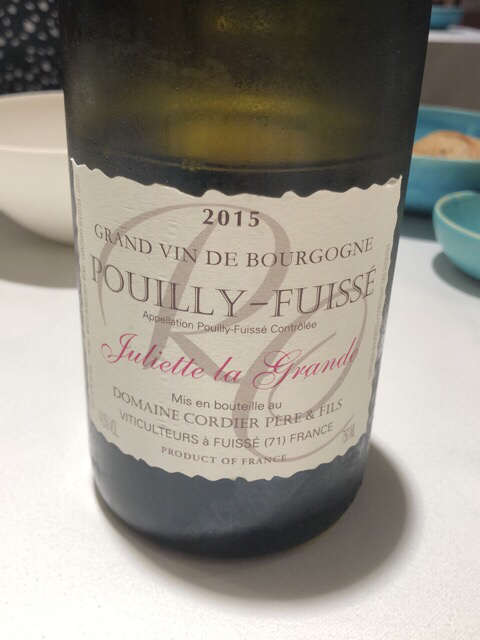 2015
GRAND VIN DE BOURGOGNE
POUILLY-FUISSÉ
Appellation Pouilly-Fuissé Contrôlée
Juliette la Grande
Mis en bouteille au
DOMAINE CORDIER PERE & FILS
VITICULTEURS à FUISSÉ (71) FRANCE
PRODUCT OF FRANCE